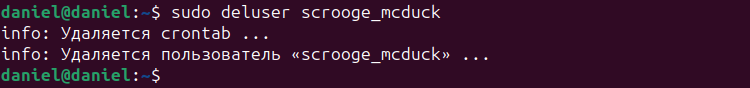 daniel@daniel:~$ sudo deluser scrooge_mcduck
info: Удаляется crontab ...
info: Удаляется пользователь «scrooge_mcduck» ...
daniel@daniel:~$